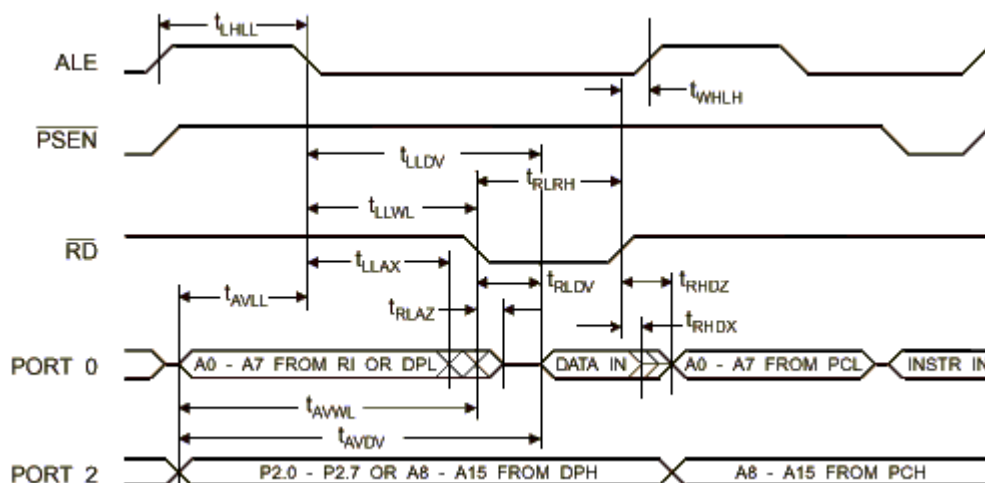 tLHLL
ALE
tWHLH
PSEN
tLLDV
tRLRH
tLLWL
RD
tLLAX
tRLDV
tRHDZ
tAVLL
tRLAZ
tRHDX
PORT 0 A0 - A7 FROM RI OR DPL DATA IN A0 - A7 FROM PCL INSTR IN
tAVWL
tAVDV
PORT 2 P2.0 - P2.7 OR A8 - A15 FROM DPH A8 - A15 FROM PCH